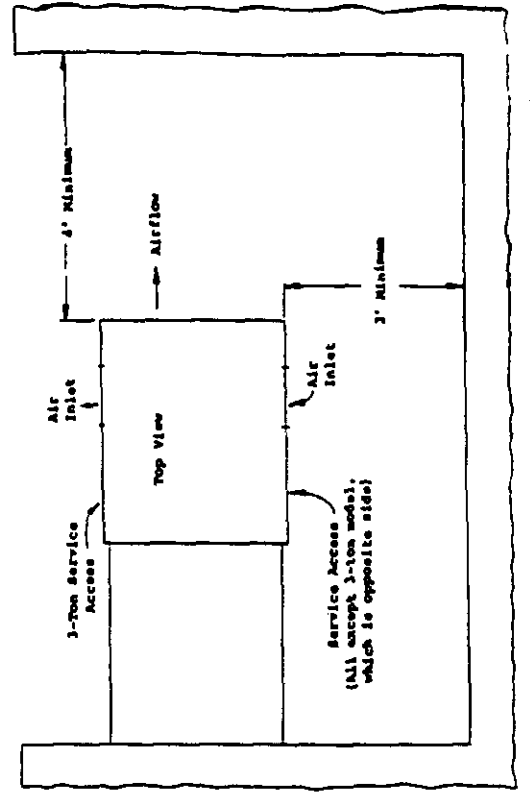 4' Minimum
Airflow
3' Minimum
Air
Inlet
Top View
Air
Inlet
3-Ton Service
Access
Service Access
(All except 3-ton model,
which is opposite side)